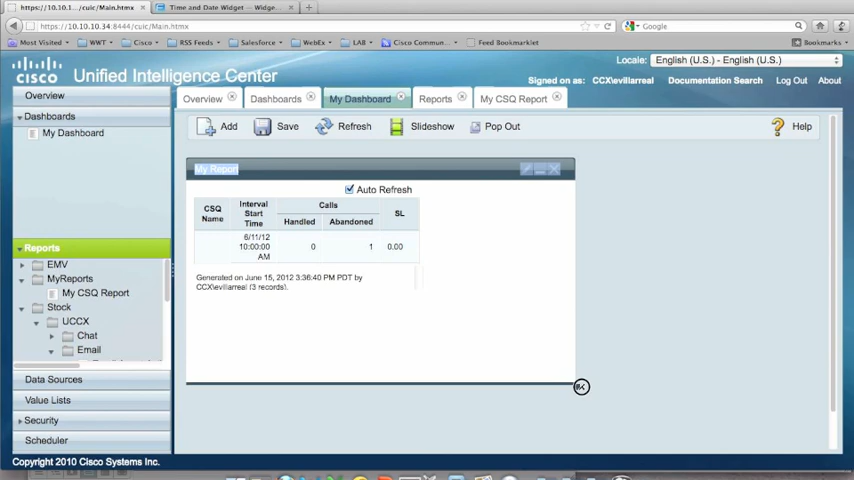 https://10.10.1.../cuic/Main.htmx
Time and Date Widget – Widge...
https://10.10.10.34:8444/cuic/Main.htmx
Google
Most Visited
WWT
Cisco
RSS Feeds
Salesforce
WebEx
LAB
Cisco Commun...
Feed Bookmarklet
Bookmarks
Locale: English (U.S.) - English (U.S.)
CISCO Unified Intelligence Center
Signed on as: CCX\evillarreal Documentation Search Log Out About
Overview
Dashboards
My Dashboard
Reports
EMV
MyReports
My CSQ Report
Stock
UCCX
Chat
Email
Data Sources
Value Lists
Security
Scheduler
Overview Dashboards My Dashboard Reports My CSQ Report
Add Save Refresh Slideshow Pop Out Help
My Report
Auto Refresh
CSQ Name
Interval Start Time
Calls
Handled Abandoned
SL
6/11/12
10:00:00
AM
0 1 0.00
Generated on June 15, 2012 3:36:40 PM PDT by
CCX\evillarreal (3 records).
Copyright 2010 Cisco Systems Inc.